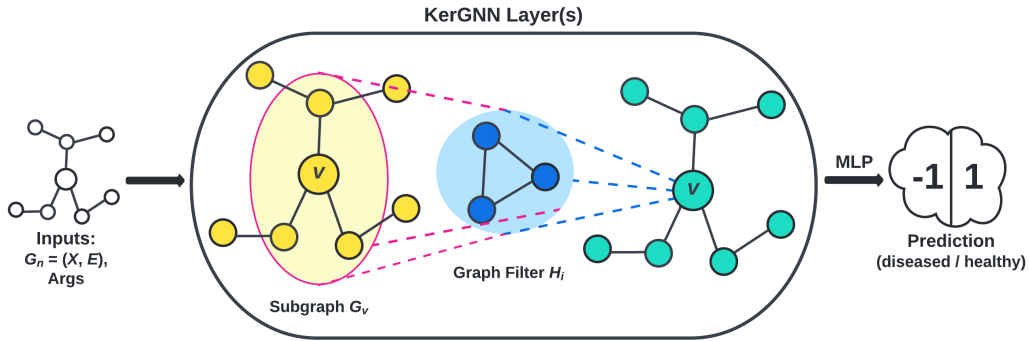 KerGNN Layer(s)
Inputs:
Gₙ = (X, E),
Args
v
Subgraph Gᵥ
Graph Filter Hᵢ
v
MLP
-1 1
Prediction
(diseased / healthy)